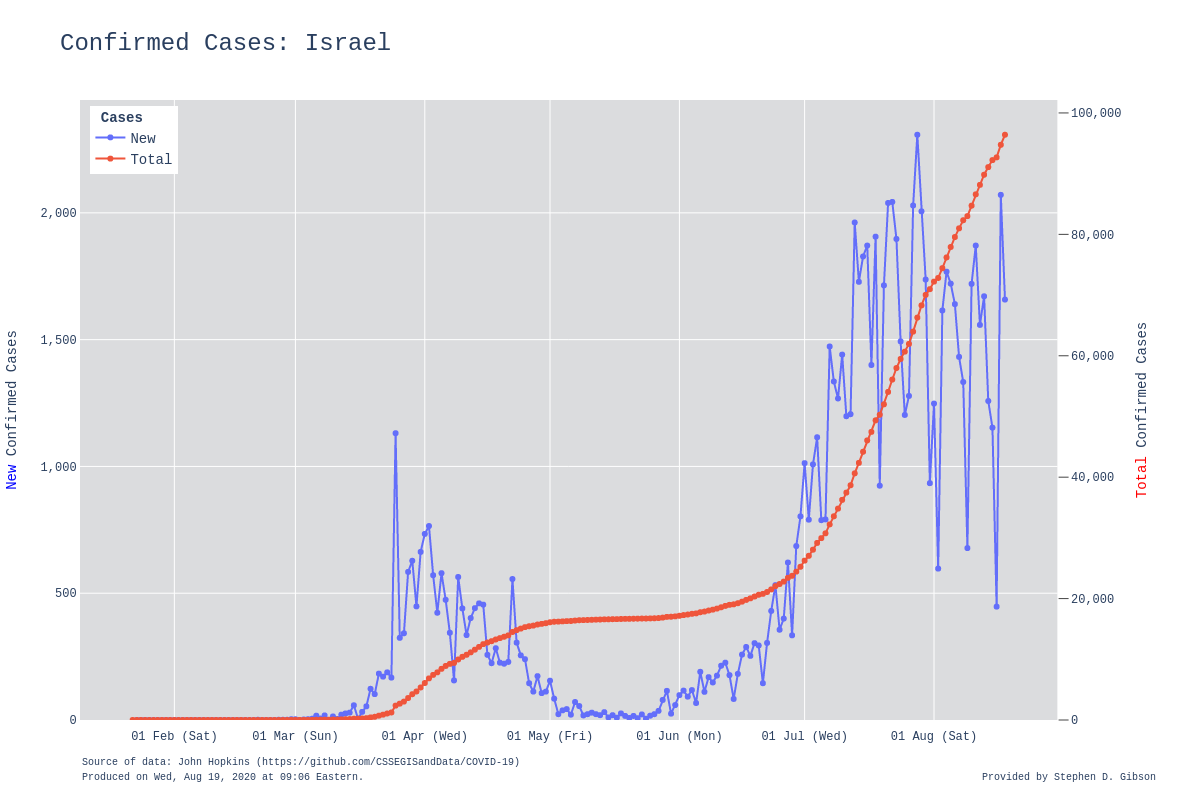 Confirmed Cases: Israel
Cases
New
Total
2,000
1,500
1,000
500
0
New Confirmed Cases
100,000
80,000
60,000
40,000
20,000
0
Total Confirmed Cases
01 Feb (Sat)
01 Mar (Sun)
01 Apr (Wed)
01 May (Fri)
01 Jun (Mon)
01 Jul (Wed)
01 Aug (Sat)
Source of data: John Hopkins (https://github.com/CSSEGISandData/COVID-19)
Produced on Wed, Aug 19, 2020 at 09:06 Eastern.
Provided by Stephen D. Gibson